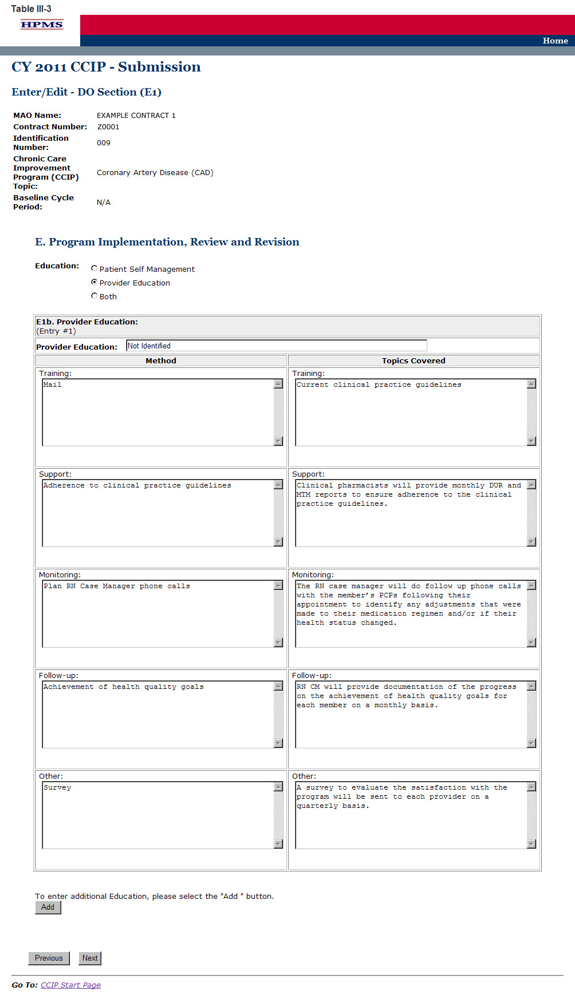 Table III-3
HPMS
Home
CY 2011 CCIP - Submission
Enter/Edit - DO Section (E1)
MAO Name: EXAMPLE CONTRACT 1
Contract Number: Z0001
Identification
Number:
009
Chronic Care
Improvement
Program (CCIP)
Topic:
Coronary Artery Disease (CAD)
Baseline Cycle
Period:
N/A
E. Program Implementation, Review and Revision
Education:
Patient Self Management
Provider Education
Both
E1b. Provider Education:
(Entry #1)
Provider Education: Not Identified
Method
Topics Covered
Training:
Mail
Training:
Current clinical practice guidelines
Support:
Adherence to clinical practice guidelines
Support:
Clinical pharmacists will provide monthly DUR and
MTM reports to ensure adherence to the clinical
practice guidelines.
Monitoring:
Plan RN Case Manager phone calls
Monitoring:
The RN case manager will do follow up phone calls
with the member's PCPs following their
appointment to identify any adjustments that were
made to their medication regimen and/or if their
health status changed.
Follow-up:
Achievement of health quality goals
Follow-up:
RN CM will provide documentation of the progress
on the achievement of health quality goals for
each member on a monthly basis.
Other:
Survey
Other:
A survey to evaluate the satisfaction with the
program will be sent to each provider on a
quarterly basis.
To enter additional Education, please select the "Add " button.
Add
Previous
Next
Go To: CCIP Start Page